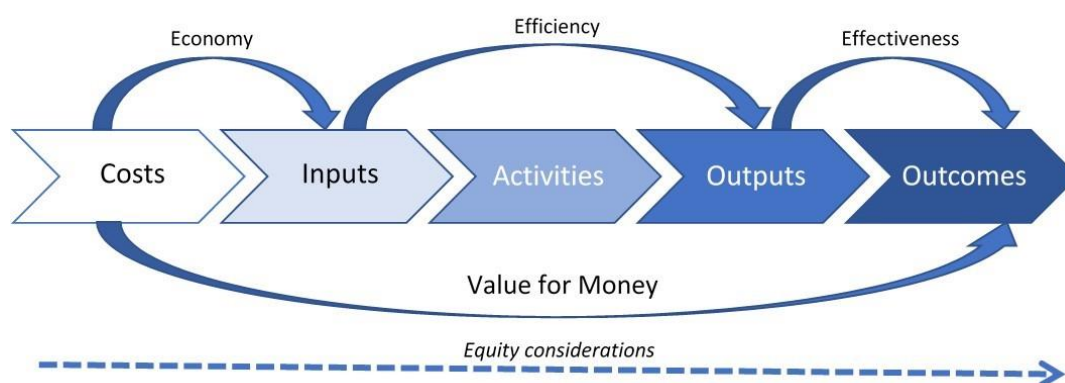 Economy
Efficiency
Effectiveness
Costs
Inputs
Activities
Outputs
Outcomes
Value for Money
Equity considerations